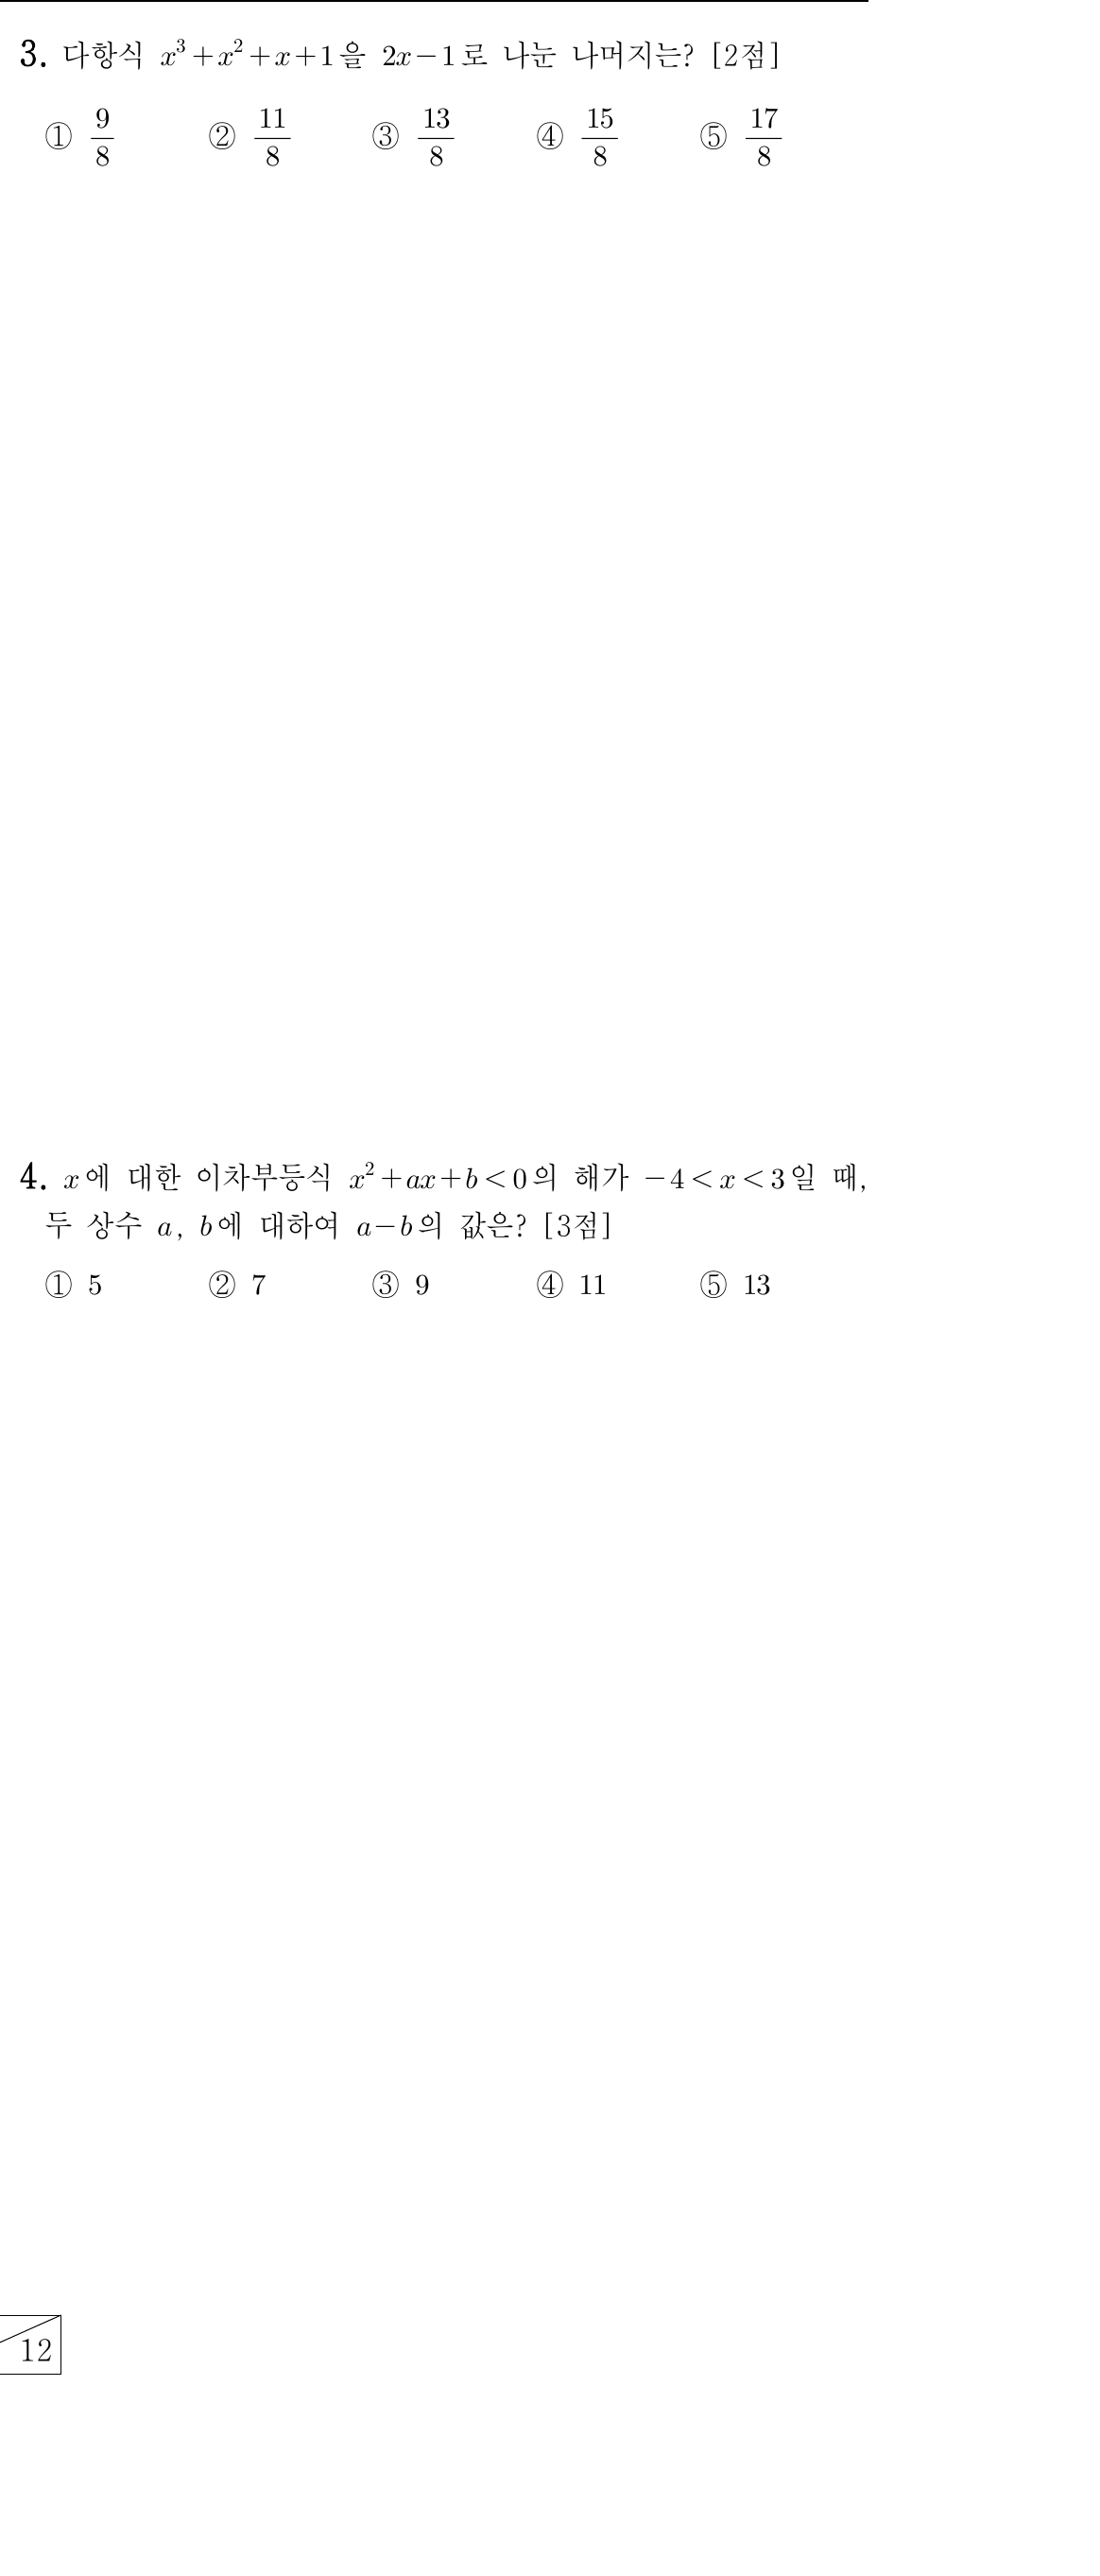 3. 다항식 x³+x²+x+1을 2x-1로 나눈 나머지는? [2점]
① 9/8 ② 11/8 ③ 13/8 ④ 15/8 ⑤ 17/8
4. x에 대한 이차부등식 x²+ax+b<0의 해가 -4<x<3일 때,
두 상수 a, b에 대하여 a-b의 값은? [3점]
① 5 ② 7 ③ 9 ④ 11 ⑤ 13
12